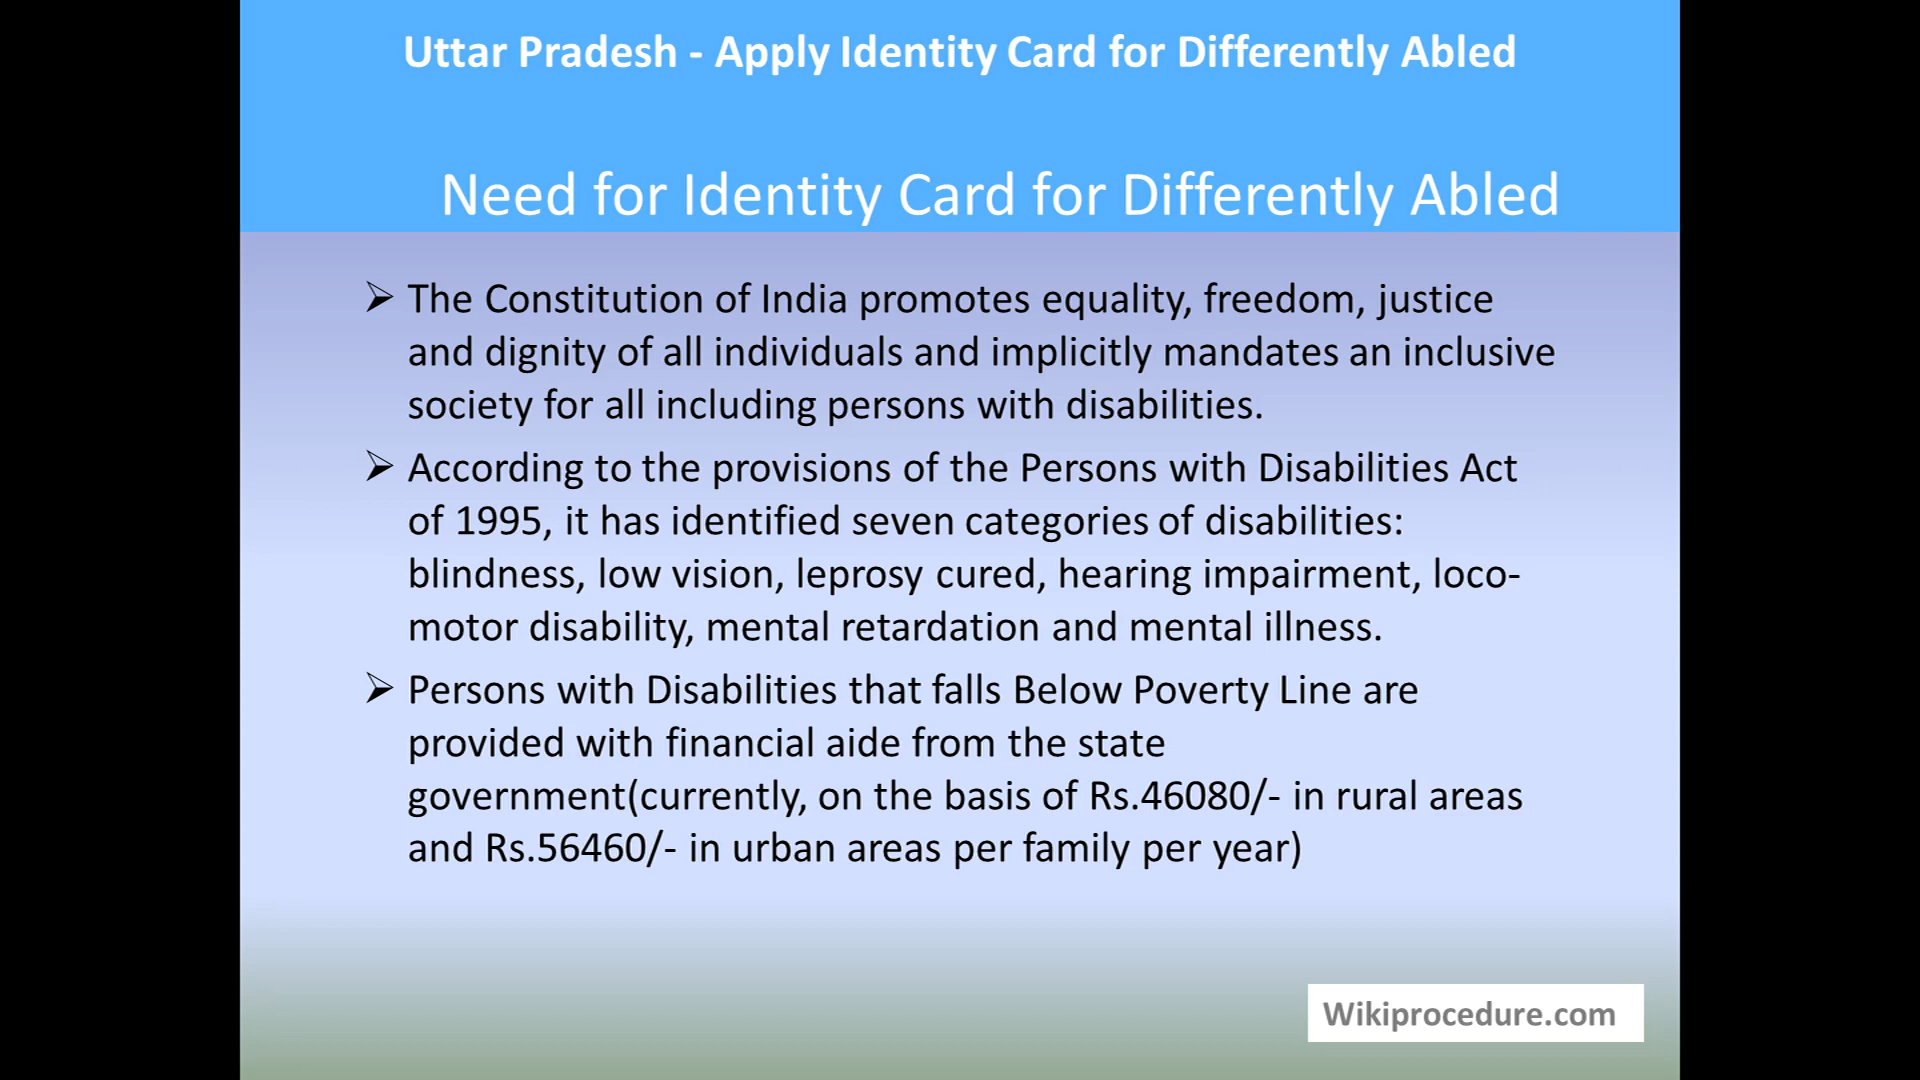 Uttar Pradesh - Apply Identity Card for Differently Abled
Need for Identity Card for Differently Abled
➢ The Constitution of India promotes equality, freedom, justice
and dignity of all individuals and implicitly mandates an inclusive
society for all including persons with disabilities.
➢ According to the provisions of the Persons with Disabilities Act
of 1995, it has identified seven categories of disabilities:
blindness, low vision, leprosy cured, hearing impairment, loco-
motor disability, mental retardation and mental illness.
➢ Persons with Disabilities that falls Below Poverty Line are
provided with financial aide from the state
government(currently, on the basis of Rs.46080/- in rural areas
and Rs.56460/- in urban areas per family per year)
Wikiprocedure.com